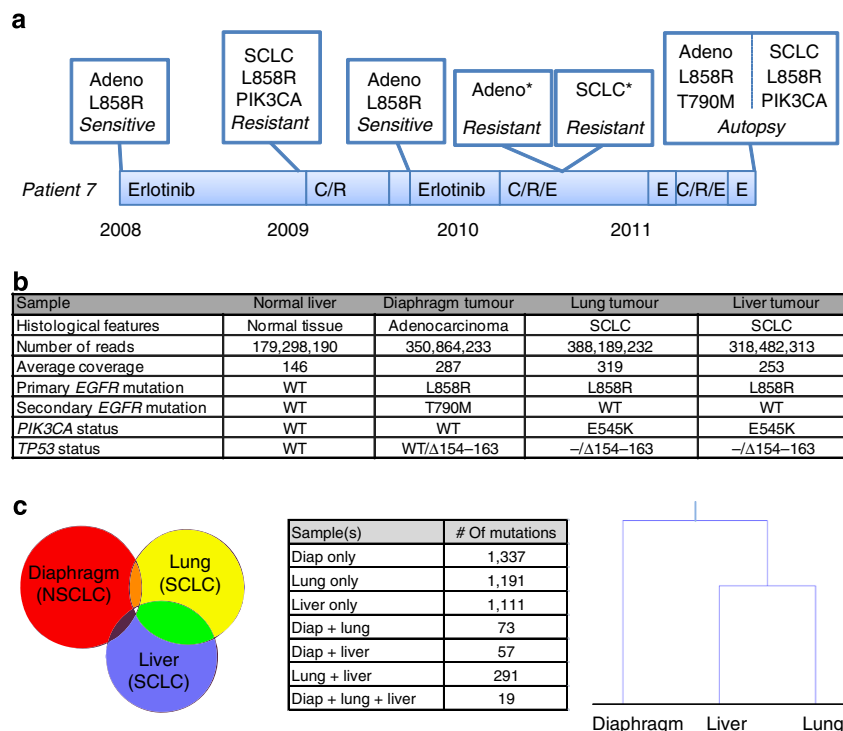 a
Adeno
L858R
Sensitive
SCLC
L858R
PIK3CA
Resistant
Adeno
L858R
Sensitive
Adeno*
Resistant
SCLC*
Resistant
Adeno SCLC
L858R L858R
T790M PIK3CA
Autopsy
Patient 7 Erlotinib C/R Erlotinib C/R/E E C/R/E E
2008 2009 2010 2011
b
Sample Normal liver Diaphragm tumour Lung tumour Liver tumour
Histological features Normal tissue Adenocarcinoma SCLC SCLC
Number of reads 179,298,190 350,864,233 388,189,232 318,482,313
Average coverage 146 287 319 253
Primary EGFR mutation WT L858R L858R L858R
Secondary EGFR mutation WT T790M WT WT
PIK3CA status WT WT E545K E545K
TP53 status WT WT/Δ154–163 –/Δ154–163 –/Δ154–163
c
Diaphragm
(NSCLC)
Lung
(SCLC)
Liver
(SCLC)
Sample(s) # Of mutations
Diap only 1,337
Lung only 1,191
Liver only 1,111
Diap + lung 73
Diap + liver 57
Lung + liver 291
Diap + lung + liver 19
Diaphragm Liver Lung